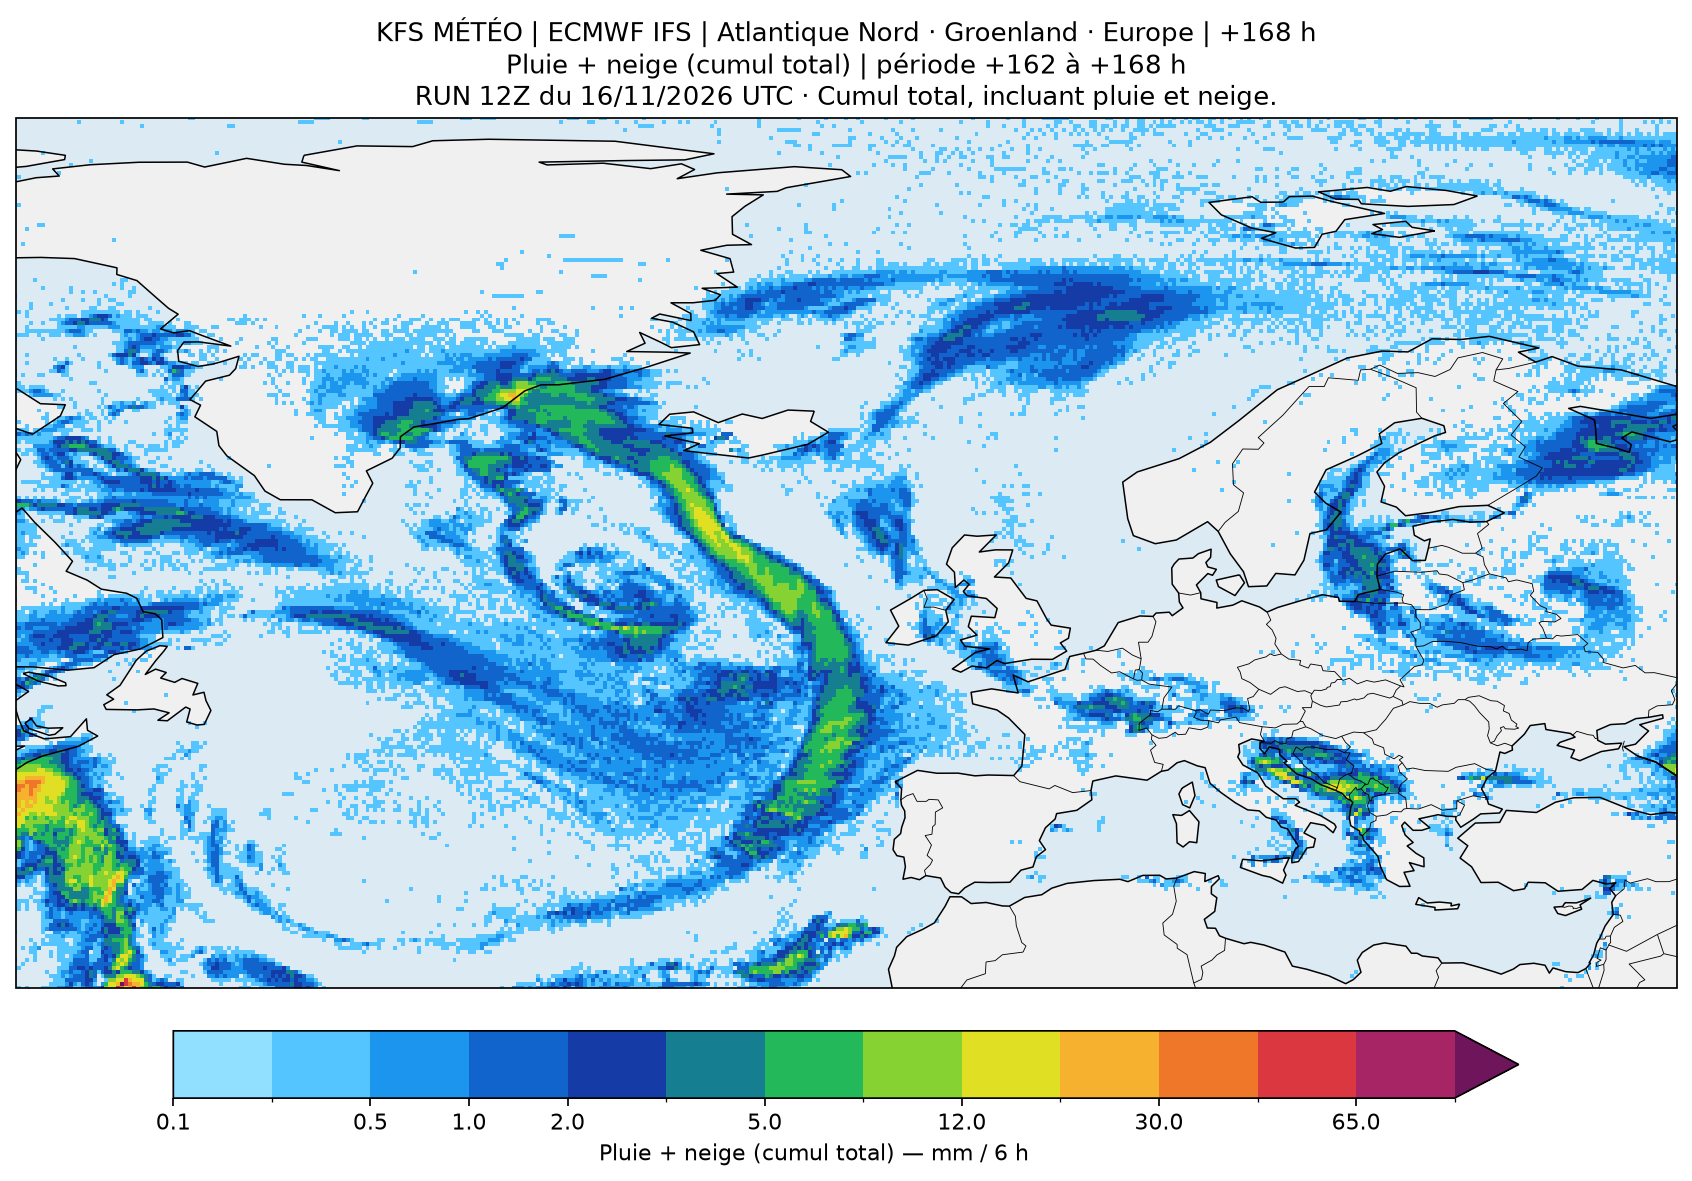 KFS MÉTÉO | ECMWF IFS | Atlantique Nord · Groenland · Europe | +168 h
Pluie + neige (cumul total) | période +162 à +168 h
RUN 12Z du 16/11/2026 UTC · Cumul total, incluant pluie et neige.
0.1 0.5 1.0 2.0 5.0 12.0 30.0 65.0
Pluie + neige (cumul total) — mm / 6 h